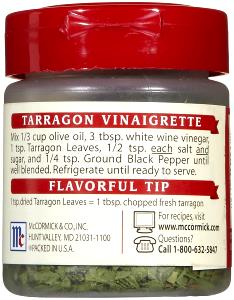 TARRAGON VINAIGRETTE
Mix 1/3 cup olive oil, 3 tbsp. white wine vinegar,
1 tsp. Tarragon Leaves, 1/2 tsp. each salt and
sugar, and 1/4 tsp. Ground Black Pepper until
well blended. Refrigerate until ready to serve.
FLAVORFUL TIP
1 tsp. dried Tarragon Leaves = 1 tbsp. chopped fresh tarragon
McCORMICK & CO., INC.
HUNT VALLEY, MD 21031-1100
®PACKED IN U.S.A.
For recipes, visit
www.mccormick.com
QUESTIONS?
Call 1-800-632-5847